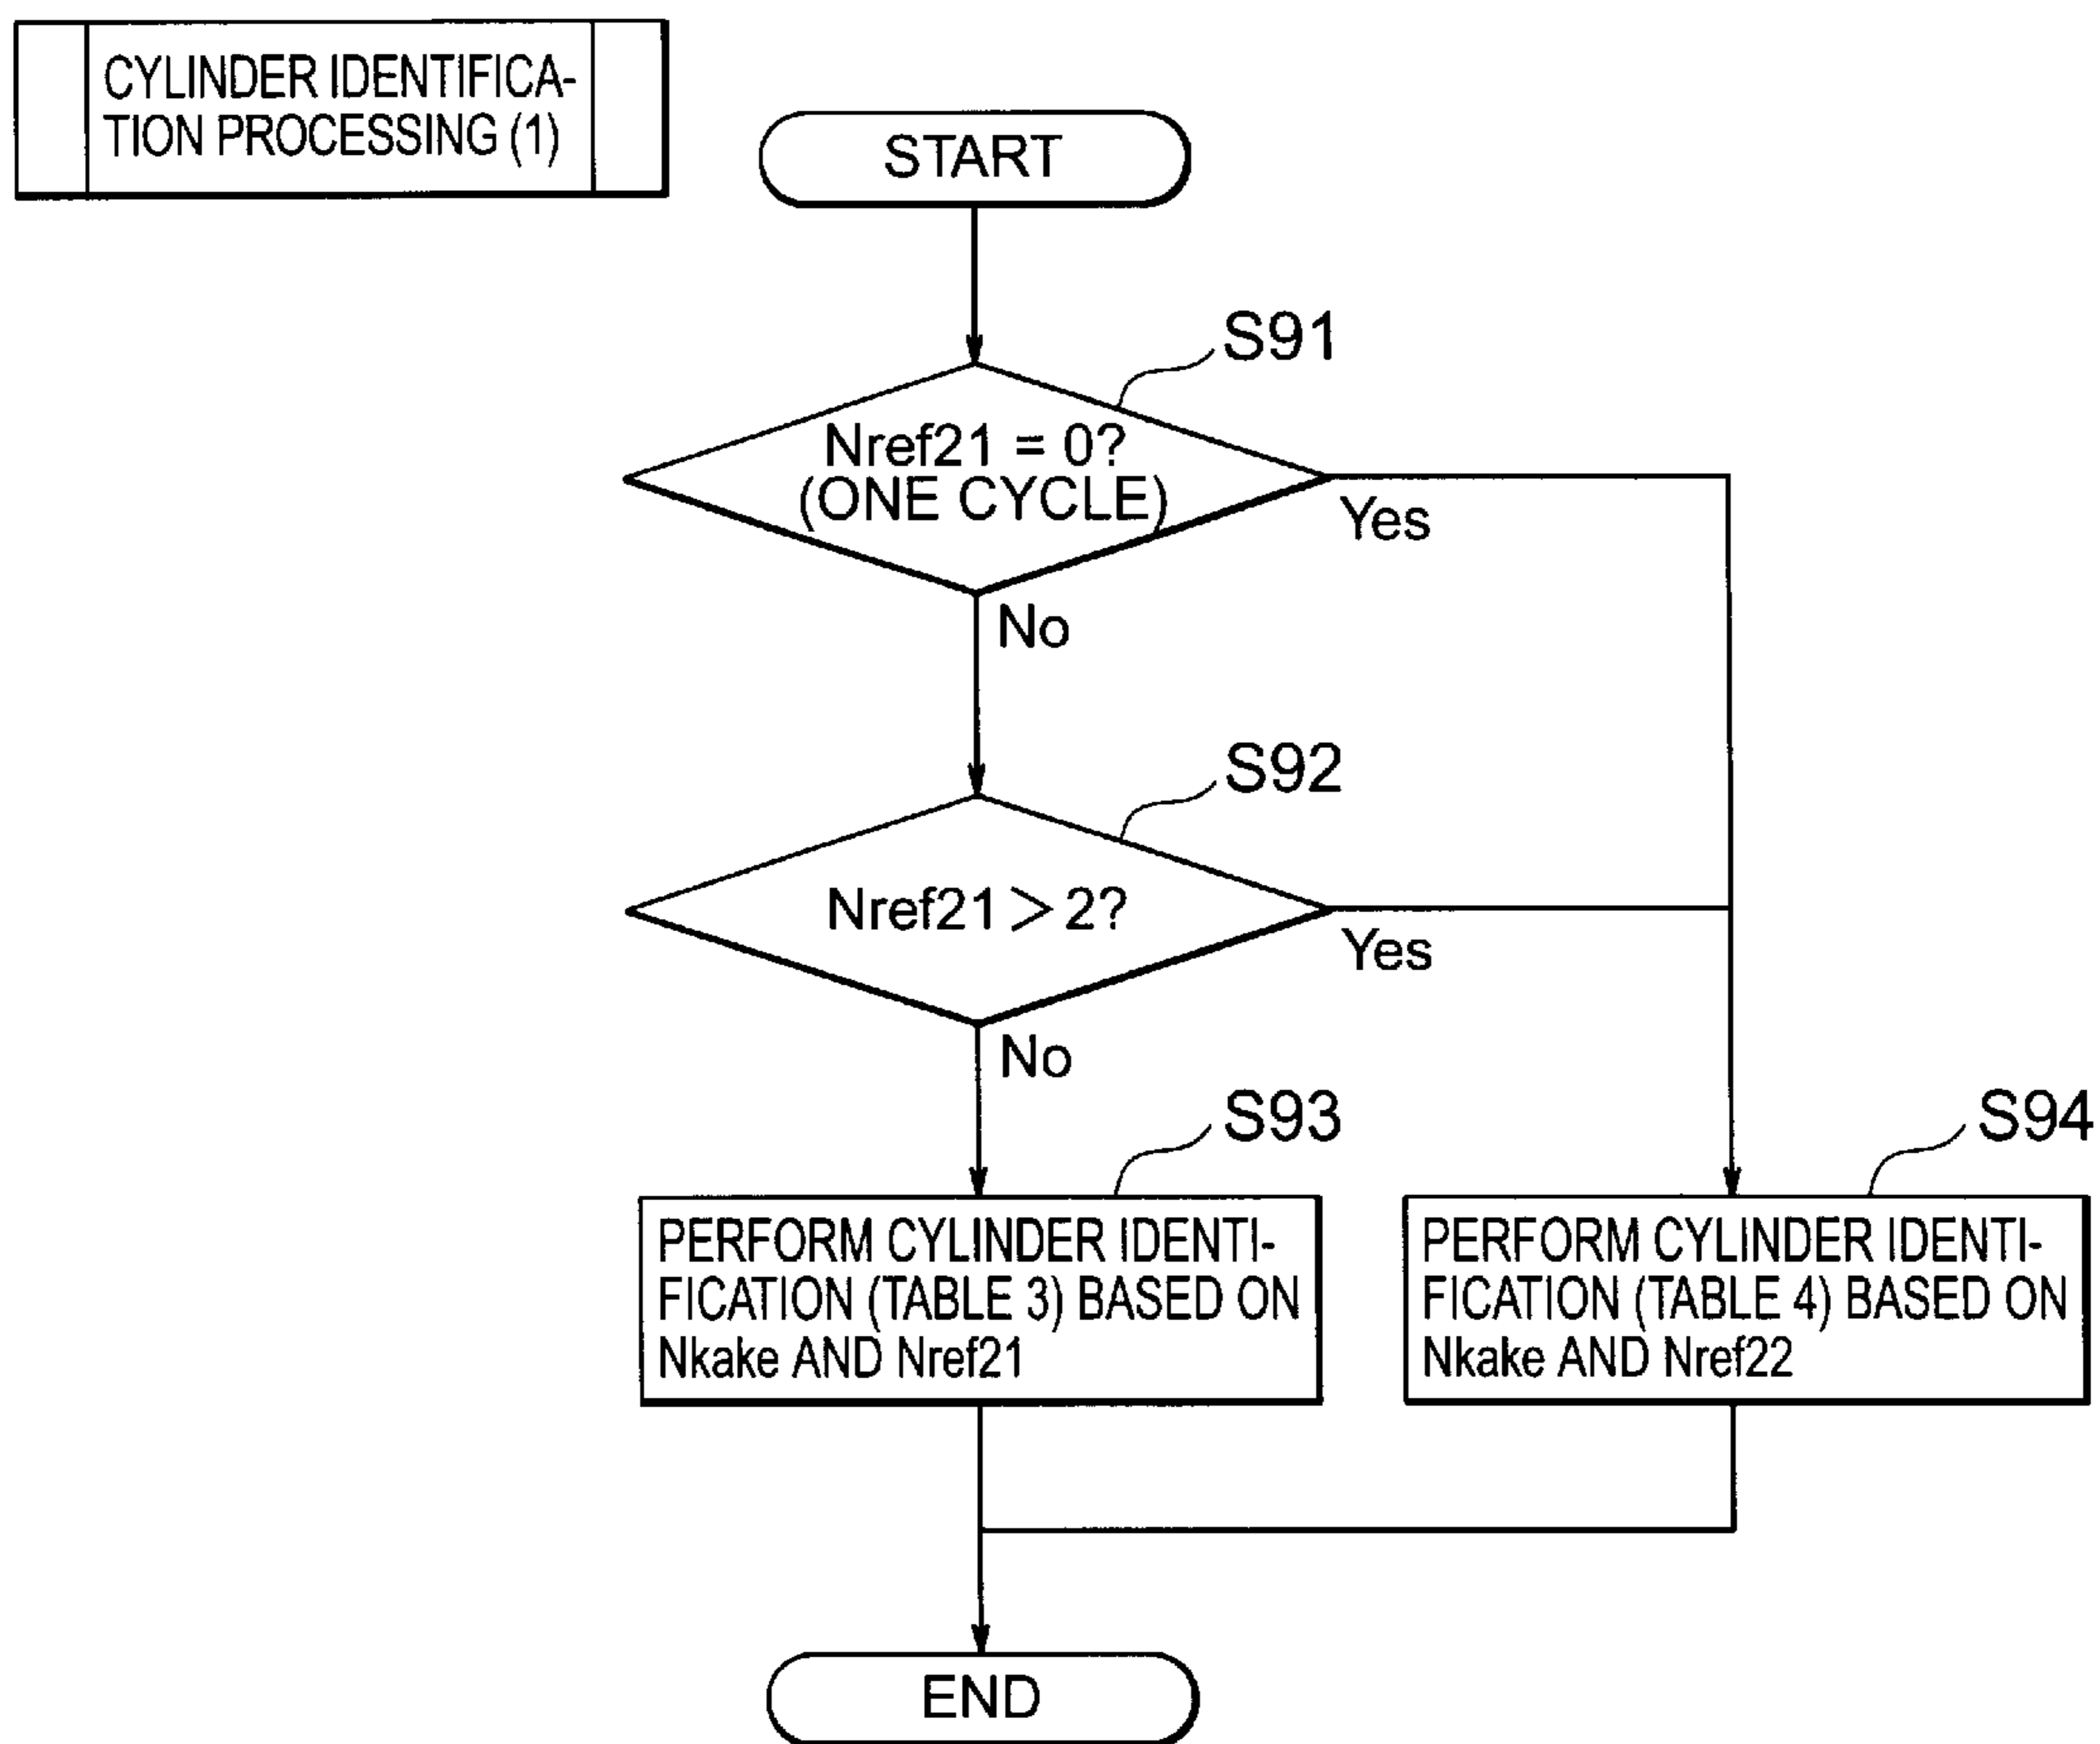 CYLINDER IDENTIFICA-
TION PROCESSING (1)
START
S91
Nref21 = 0?
(ONE CYCLE)
Yes
No
S92
Nref21 > 2?
Yes
No
S93
PERFORM CYLINDER IDENTI-
FICATION (TABLE 3) BASED ON
Nkake AND Nref21
S94
PERFORM CYLINDER IDENTI-
FICATION (TABLE 4) BASED ON
Nkake AND Nref22
END